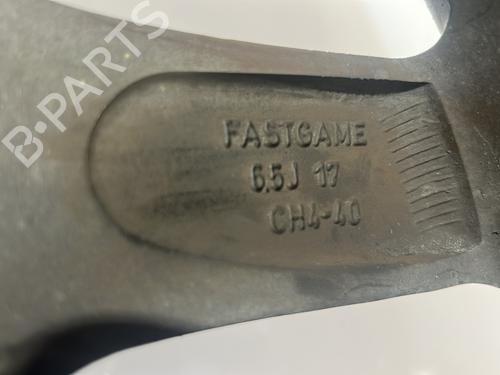 B-PARTS
FASTGAME
6,5J 17
CH4-40